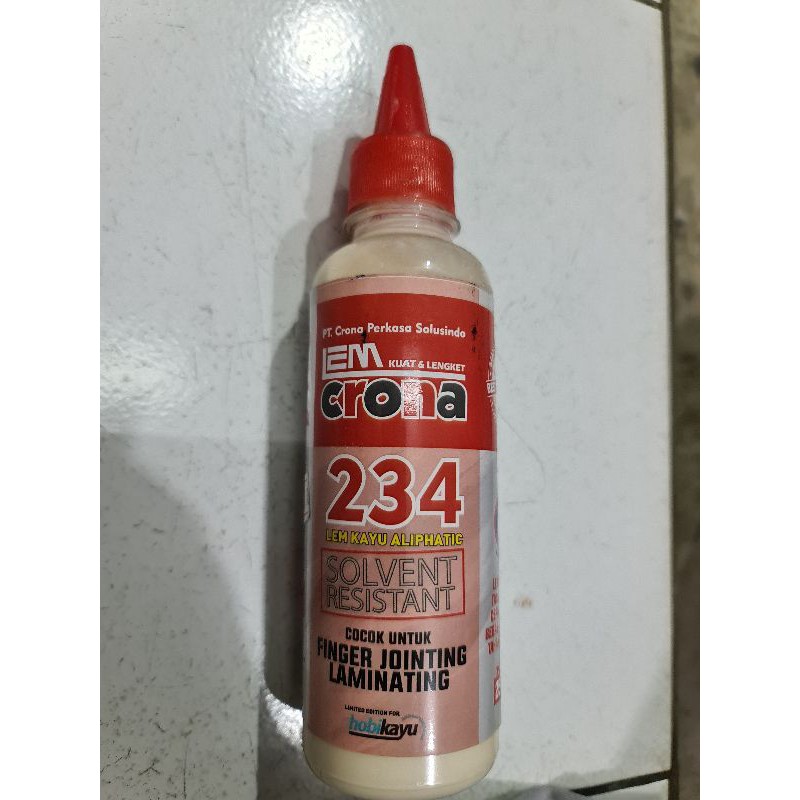 PT. Crona Perkasa Solusindo
LEM KUAT & LENGKET
crona
234
LEM KAYU ALIPHATIC
SOLVENT
RESISTANT
COCOK UNTUK
FINGER JOINTING
LAMINATING
LIMITED EDITION FOR
hobikayu